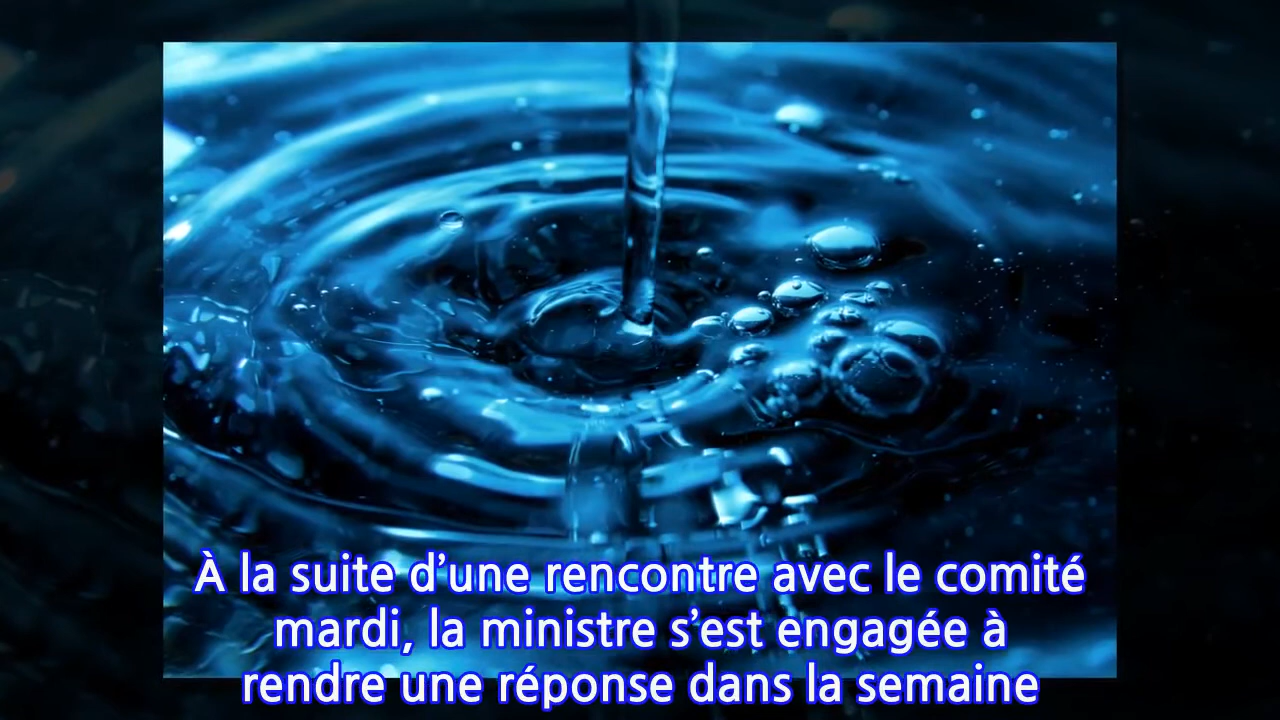 À la suite d’une rencontre avec le comité
mardi, la ministre s’est engagée à
rendre une réponse dans la semaine